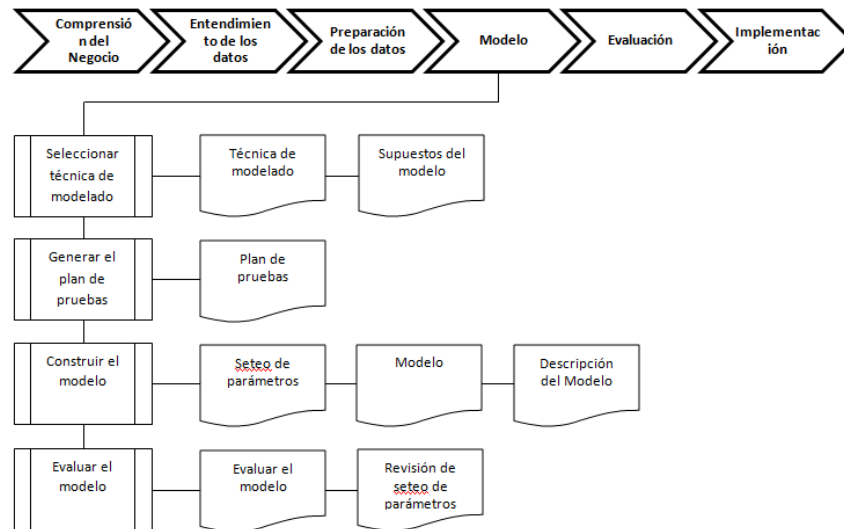 Comprensió
n del
Negocio
Entendimien
to de los
datos
Preparación
de los datos
Modelo
Evaluación
Implementac
ión
Seleccionar
técnica de
modelado
Técnica de
modelado
Supuestos del
modelo
Generar el
plan de
pruebas
Plan de
pruebas
Construir el
modelo
Seteo de
parámetros
Modelo
Descripción
del Modelo
Evaluar el
modelo
Evaluar el
modelo
Revisión de
seteo de
parámetros